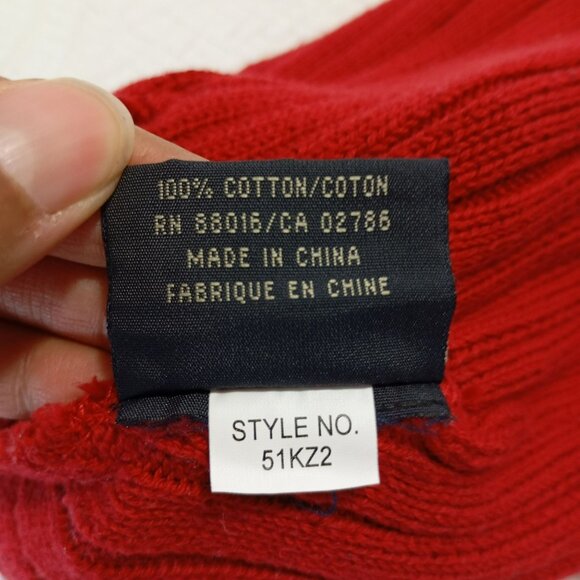 100% COTTON/COTON
RN 88016/CA 02786
MADE IN CHINA
FABRIQUE EN CHINE
STYLE NO.
51KZ2